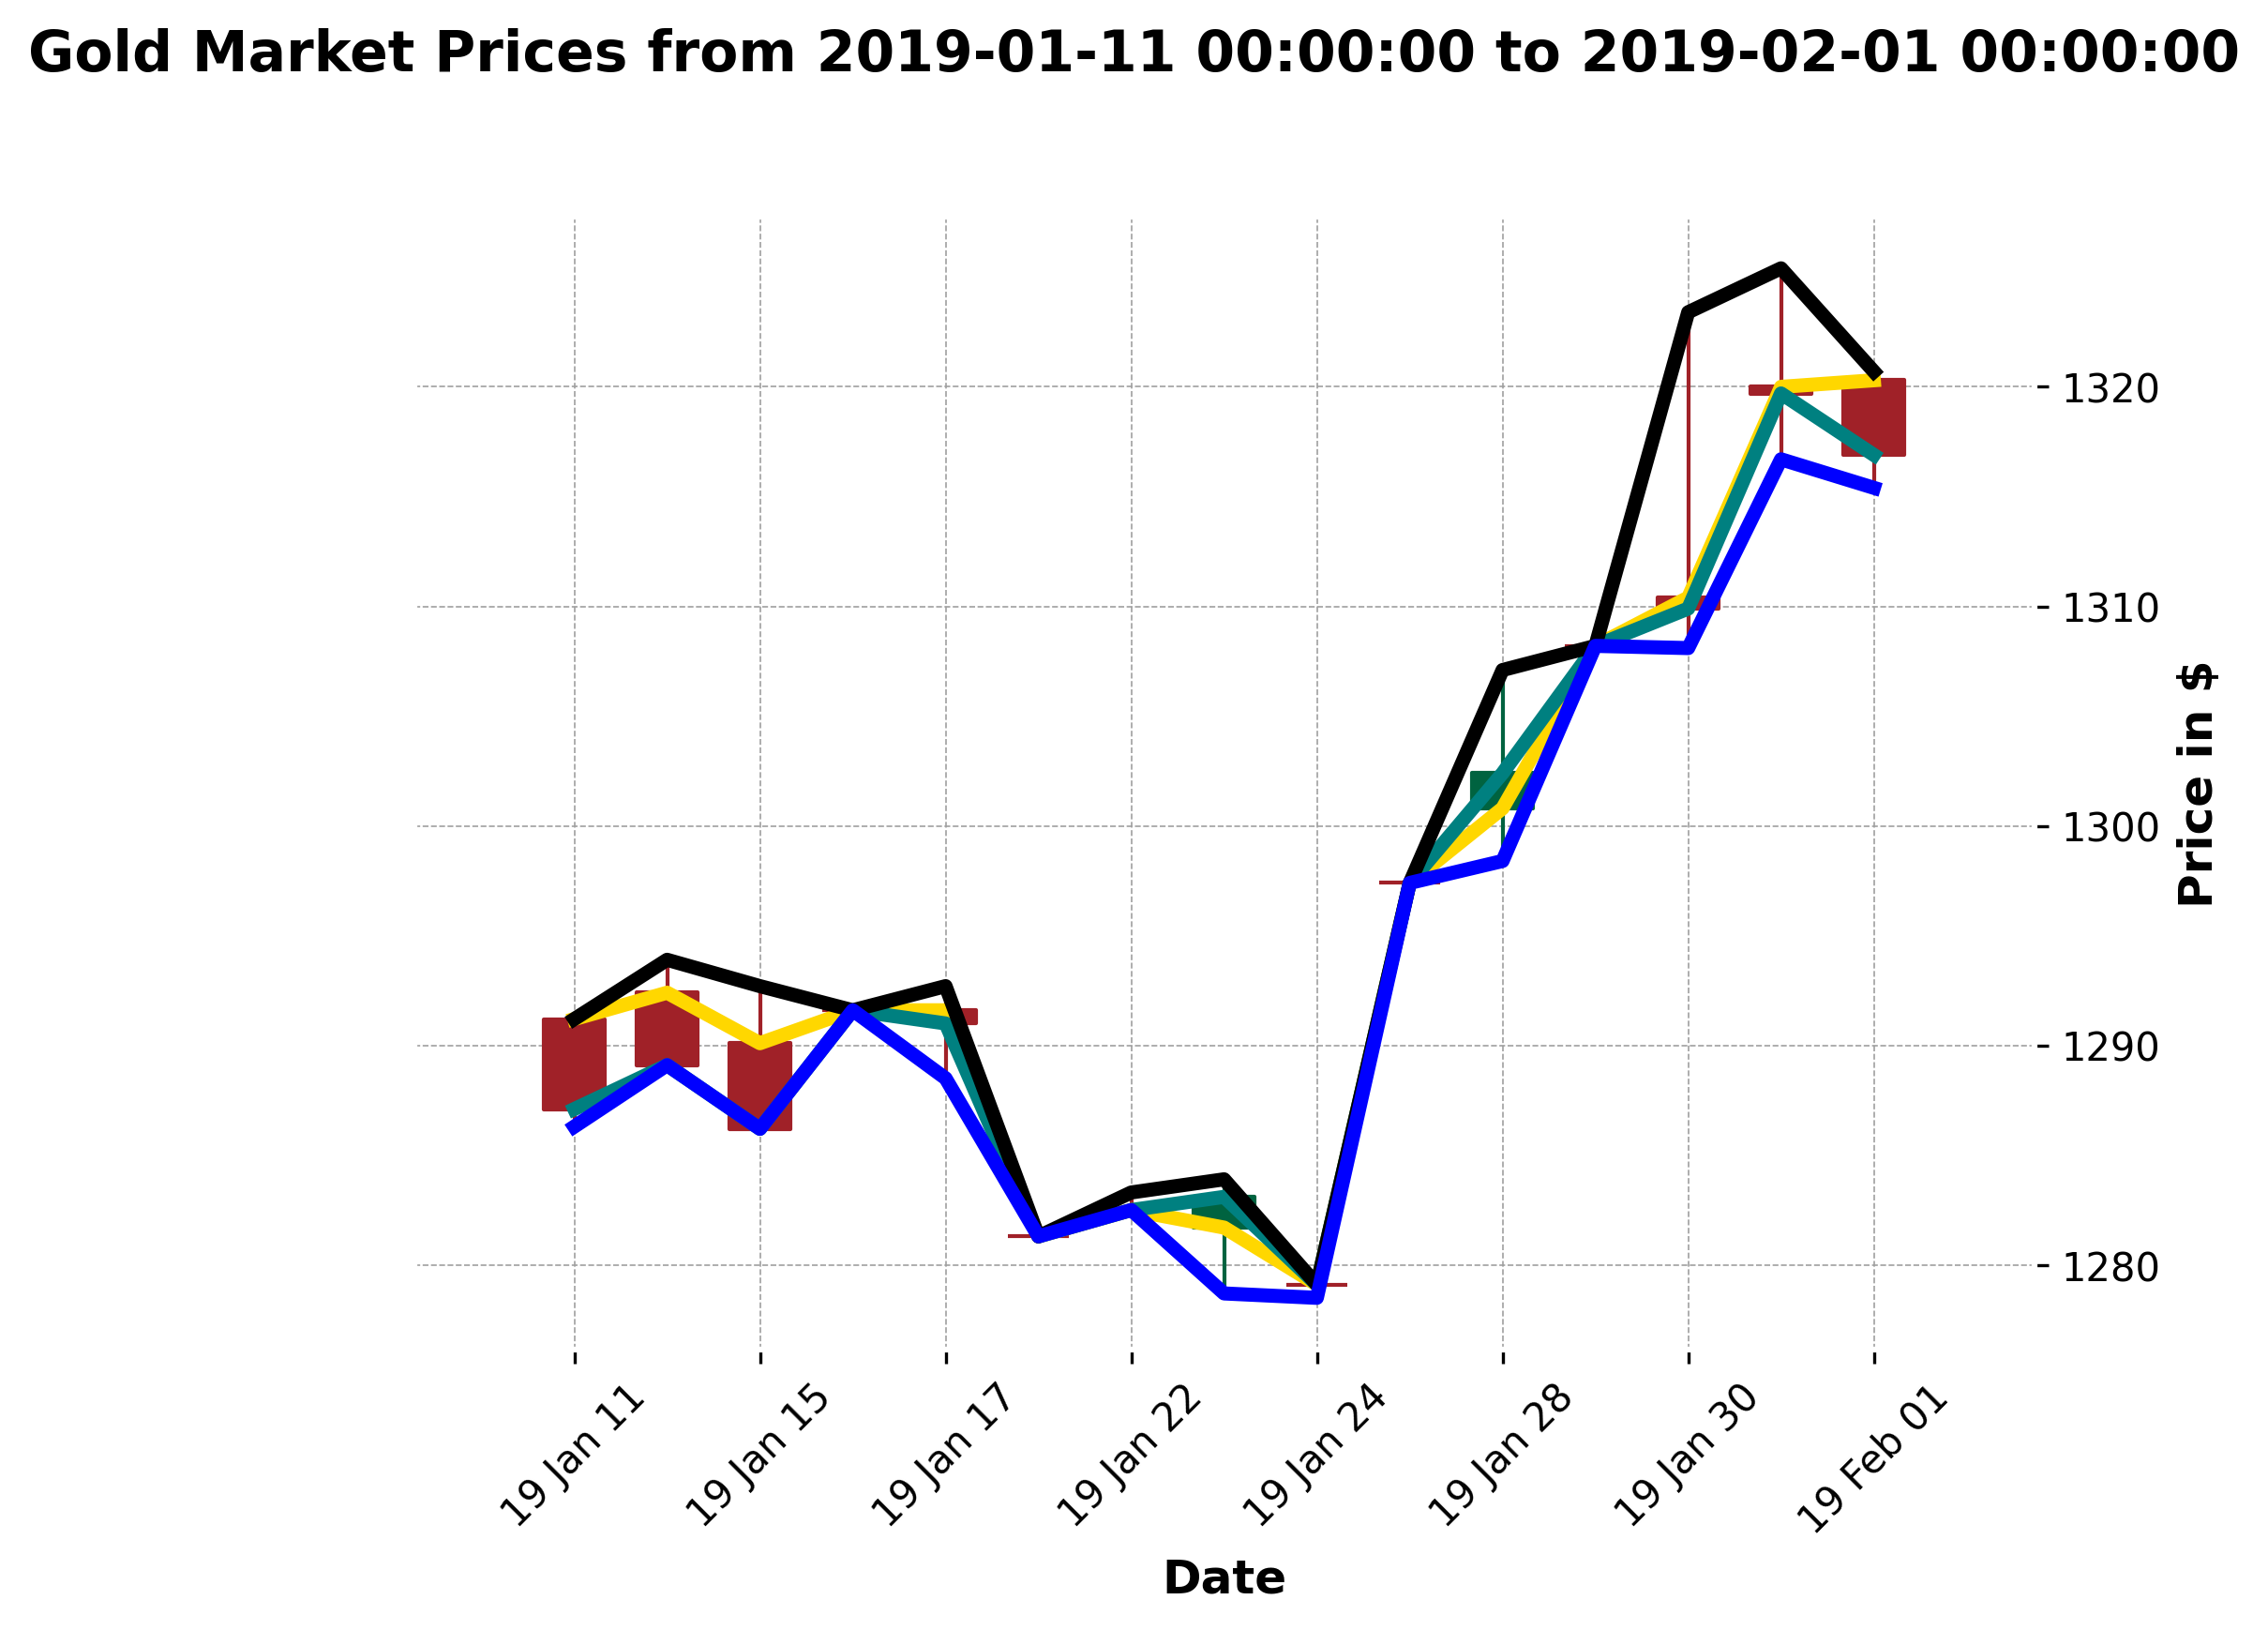 Gold Market Prices from 2019-01-11 00:00:00 to 2019-02-01 00:00:00
1320
1310
1300
1290
1280
Price in $
19 Jan 11
19 Jan 15
19 Jan 17
19 Jan 22
19 Jan 24
19 Jan 28
19 Jan 30
19 Feb 01
Date